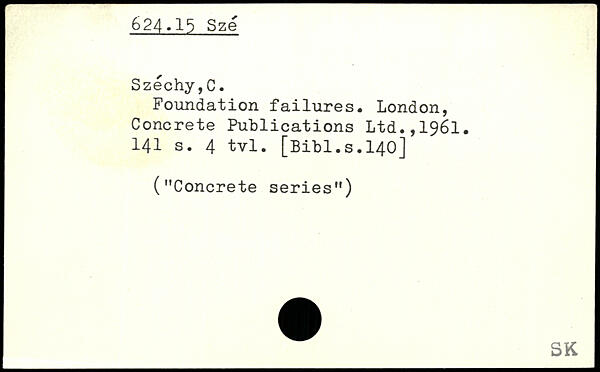 624.15 Szé
Széchy,C.
Foundation failures. London,
Concrete Publications Ltd.,1961.
141 s. 4 tvl. [Bibl.s.140]
("Concrete series")
SK